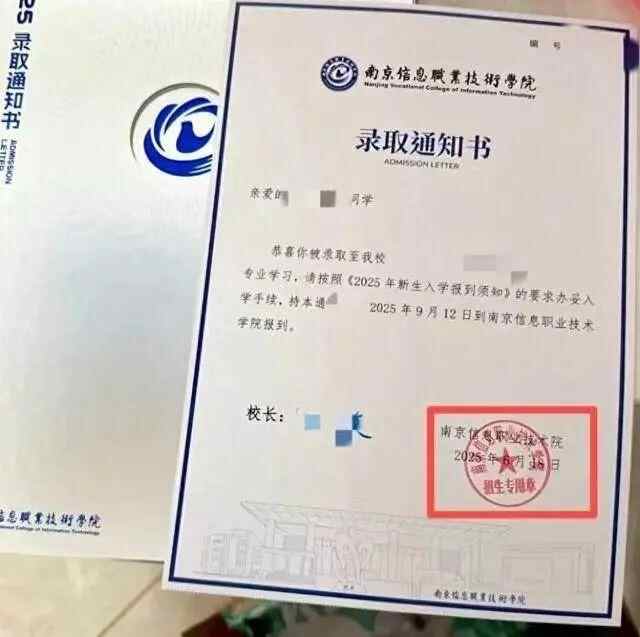 25 录取通知书
ADMISSION
LETTER
南京信息職業技術學院
College of Information Technology
编 号
南京信息職業技術學院
Nanjing Vocational College of Information Technology
录取通知书
ADMISSION LETTER
亲爱的 同学
恭喜你被录取至我校
专业学习，请按照《2025年新生入学报到须知》的要求办妥入
学手续，持本通 2025年9月12日到南京信息职业技术
学院报到。
校长：
南京信息职业技术院
2025年6月18日
招生专用章
南京信息職業技術學院